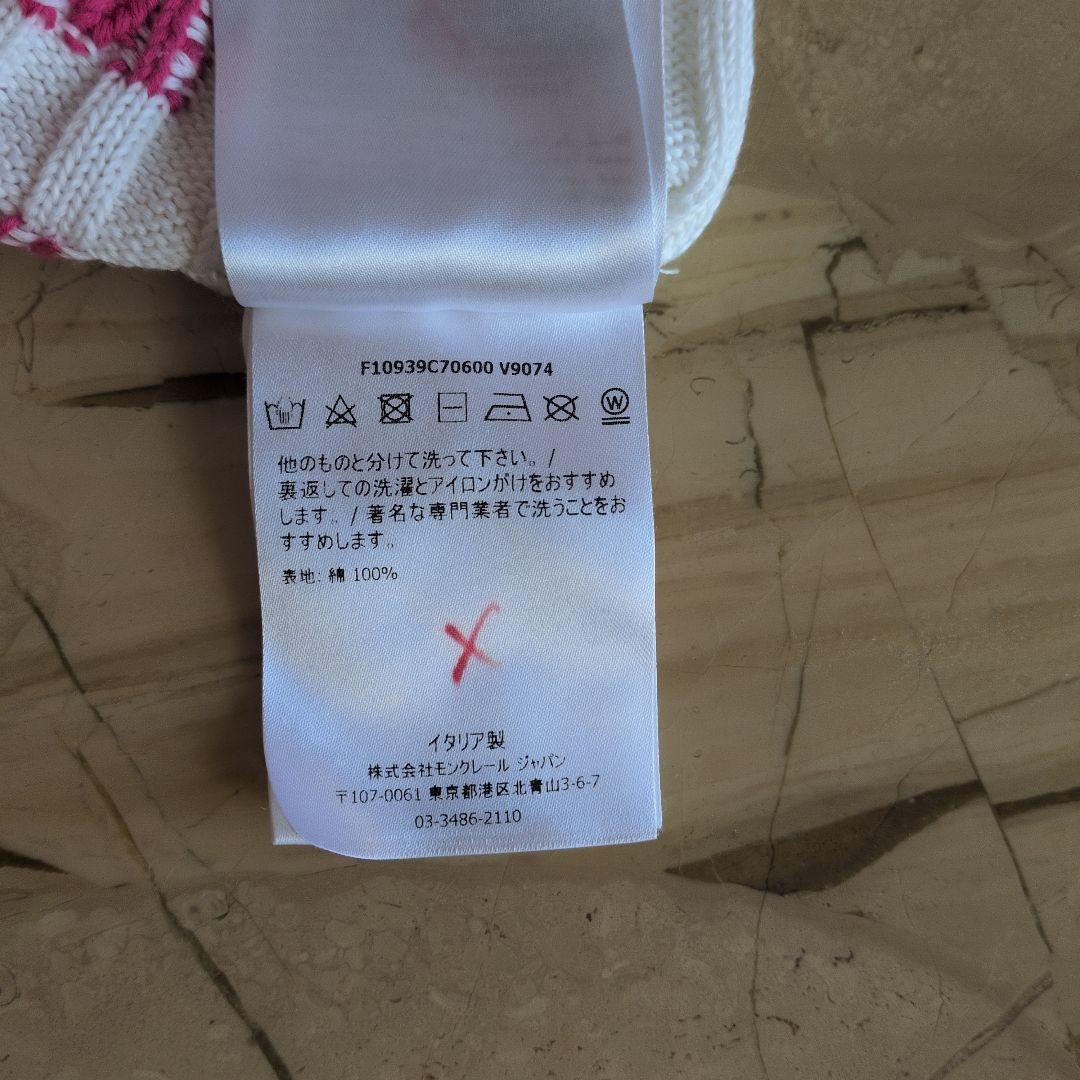 F10939C70600 V9074
W
他のものと分けて洗って下さい。/
裏返しての洗濯とアイロンがけをおすすめ
します。/ 著名な専門業者で洗うことをお
すすめします。
表地: 綿 100%
イタリア製
株式会社モンクレール ジャパン
〒107-0061 東京都港区北青山3-6-7
03-3486-2110